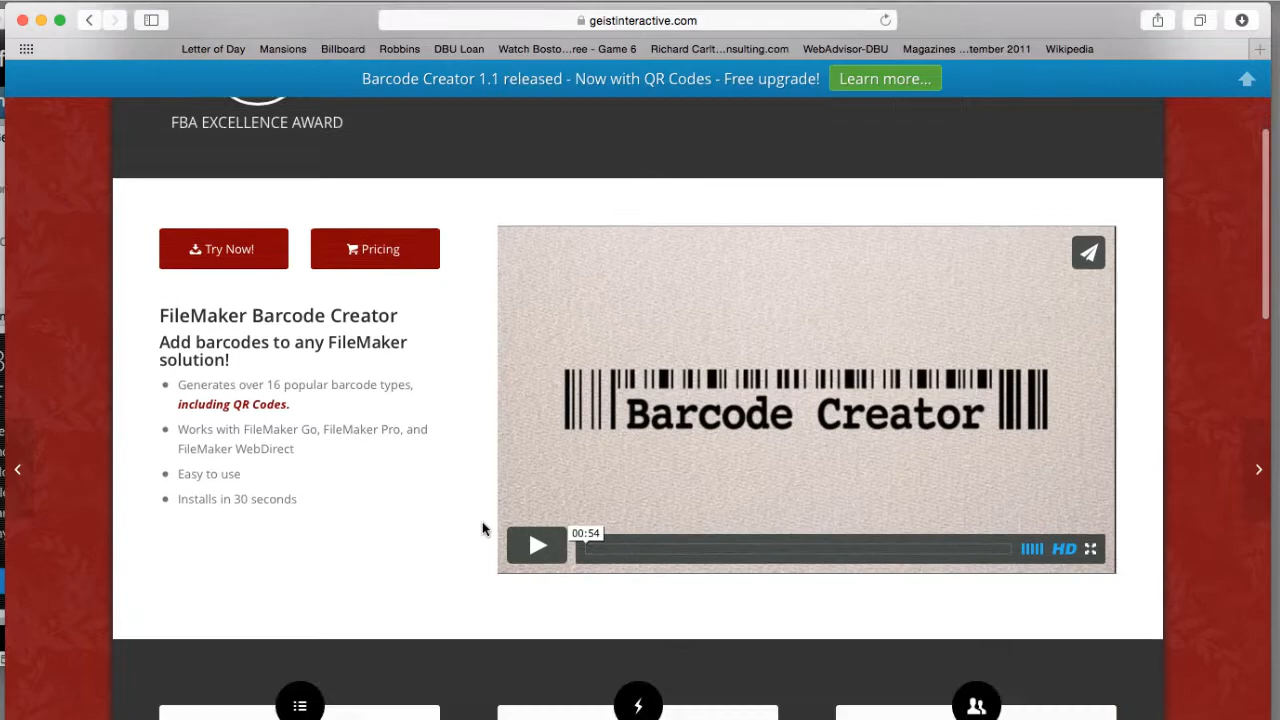 geistinteractive.com
Letter of Day Mansions Billboard Robbins DBU Loan Watch Bosto...ree - Game 6 Richard Carlt...nsulting.com WebAdvisor-DBU Magazines ...tember 2011 Wikipedia
Barcode Creator 1.1 released - Now with QR Codes - Free upgrade! Learn more...
FBA EXCELLENCE AWARD
Try Now! Pricing
FileMaker Barcode Creator
Add barcodes to any FileMaker
solution!
Generates over 16 popular barcode types,
including QR Codes.
Works with FileMaker Go, FileMaker Pro, and
FileMaker WebDirect
Easy to use
Installs in 30 seconds
Barcode Creator
00:54
HD